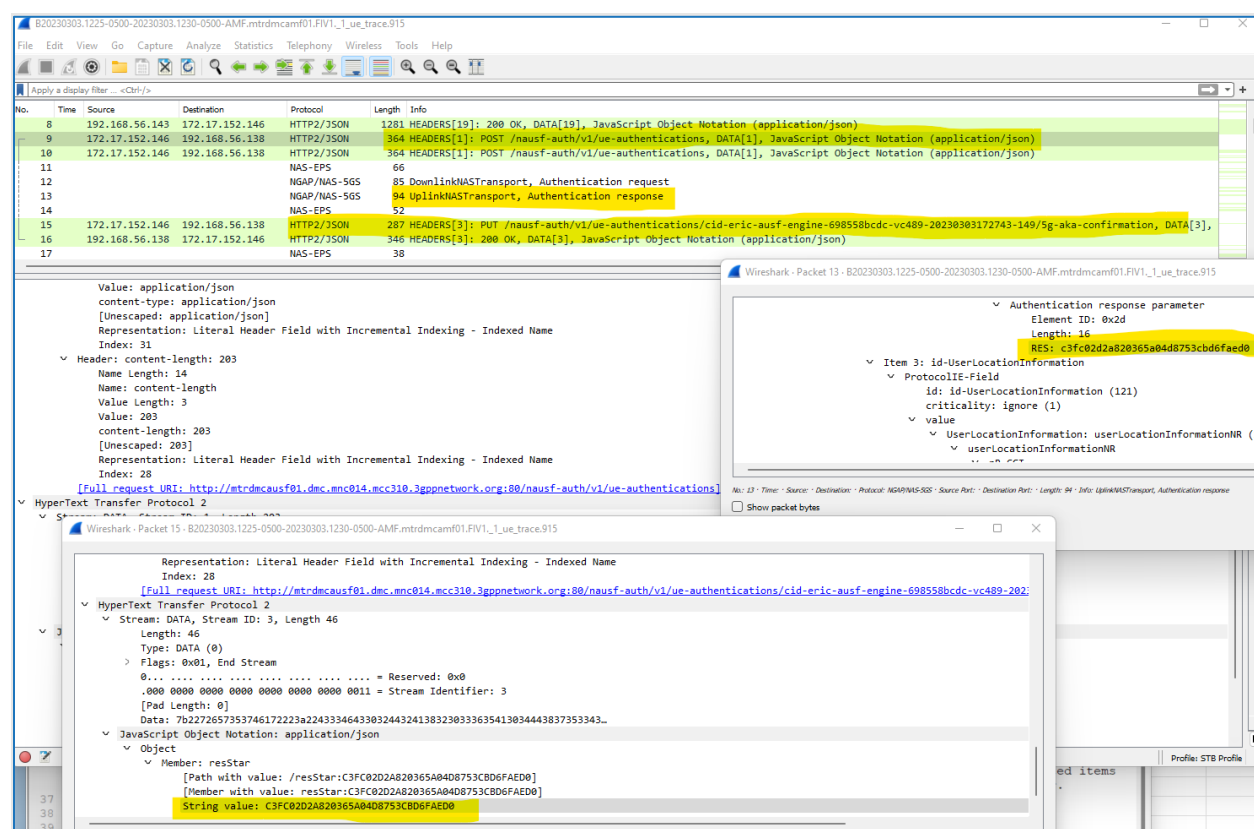 B20230303.1225-0500-20230303.1230-0500-AMF.mtrdmcamf01.FIV1._1_ue_trace.915
File Edit View Go Capture Analyze Statistics Telephony Wireless Tools Help
Apply a display filter ... <Ctrl-/>
No. Time Source Destination Protocol Length Info
8 192.168.56.143 172.17.152.146 HTTP2/JSON 1281 HEADERS[19]: 200 OK, DATA[19], JavaScript Object Notation (application/json)
9 172.17.152.146 192.168.56.138 HTTP2/JSON 364 HEADERS[1]: POST /nausf-auth/v1/ue-authentications, DATA[1], JavaScript Object Notation (application/json)
10 172.17.152.146 192.168.56.138 HTTP2/JSON 364 HEADERS[1]: POST /nausf-auth/v1/ue-authentications, DATA[1], JavaScript Object Notation (application/json)
11 NAS-EPS 66
12 NGAP/NAS-5GS 85 DownlinkNASTransport, Authentication request
13 NGAP/NAS-5GS 94 UplinkNASTransport, Authentication response
14 NAS-EPS 52
15 172.17.152.146 192.168.56.138 HTTP2/JSON 287 HEADERS[3]: PUT /nausf-auth/v1/ue-authentications/cid-eric-ausf-engine-698558bcdc-vc489-20230303172743-149/5g-aka-confirmation, DATA[3],
16 192.168.56.138 172.17.152.146 HTTP2/JSON 346 HEADERS[3]: 200 OK, DATA[3], JavaScript Object Notation (application/json)
17 NAS-EPS 38
Value: application/json
content-type: application/json
[Unescaped: application/json]
Representation: Literal Header Field with Incremental Indexing - Indexed Name
Index: 31
Header: content-length: 203
Name Length: 14
Name: content-length
Value Length: 3
Value: 203
content-length: 203
[Unescaped: 203]
Representation: Literal Header Field with Incremental Indexing - Indexed Name
Index: 28
[Full request URI: http://mtrdmcausf01.dmc.mnc014.mcc310.3gppnetwork.org:80/nausf-auth/v1/ue-authentications]
HyperText Transfer Protocol 2
Wireshark · Packet 13 · B20230303.1225-0500-20230303.1230-0500-AMF.mtrdmcamf01.FIV1._1_ue_trace.915
Authentication response parameter
Element ID: 0x2d
Length: 16
RES: c3fc02d2a820365a04d8753cbd6faed0
Item 3: id-UserLocationInformation
ProtocolIE-Field
id: id-UserLocationInformation (121)
criticality: ignore (1)
value
UserLocationInformation: userLocationInformationNR (
userLocationInformationNR
No.: 13 · Time: · Source: · Destination: · Protocol: NGAP/NAS-5GS · Source Port: · Destination Port: · Length: 94 · Info: UplinkNASTransport, Authentication response
Show packet bytes
Wireshark · Packet 15 · B20230303.1225-0500-20230303.1230-0500-AMF.mtrdmcamf01.FIV1._1_ue_trace.915
Representation: Literal Header Field with Incremental Indexing - Indexed Name
Index: 28
[Full request URI: http://mtrdmcausf01.dmc.mnc014.mcc310.3gppnetwork.org:80/nausf-auth/v1/ue-authentications/cid-eric-ausf-engine-698558bcdc-vc489-202
HyperText Transfer Protocol 2
Stream: DATA, Stream ID: 3, Length 46
Length: 46
Type: DATA (0)
Flags: 0x01, End Stream
0... .... .... .... .... .... .... .... = Reserved: 0x0
.000 0000 0000 0000 0000 0000 0000 0011 = Stream Identifier: 3
[Pad Length: 0]
Data: 7b2272657353746172223a2243334643303244324138323033363541303444383735343…
JavaScript Object Notation: application/json
Object
Member: resStar
[Path with value: /resStar:C3FC02D2A820365A04D8753CBD6FAED0]
[Member with value: resStar:C3FC02D2A820365A04D8753CBD6FAED0]
String value: C3FC02D2A820365A04D8753CBD6FAED0
Profile: STB Profile
ed items
37
38
39